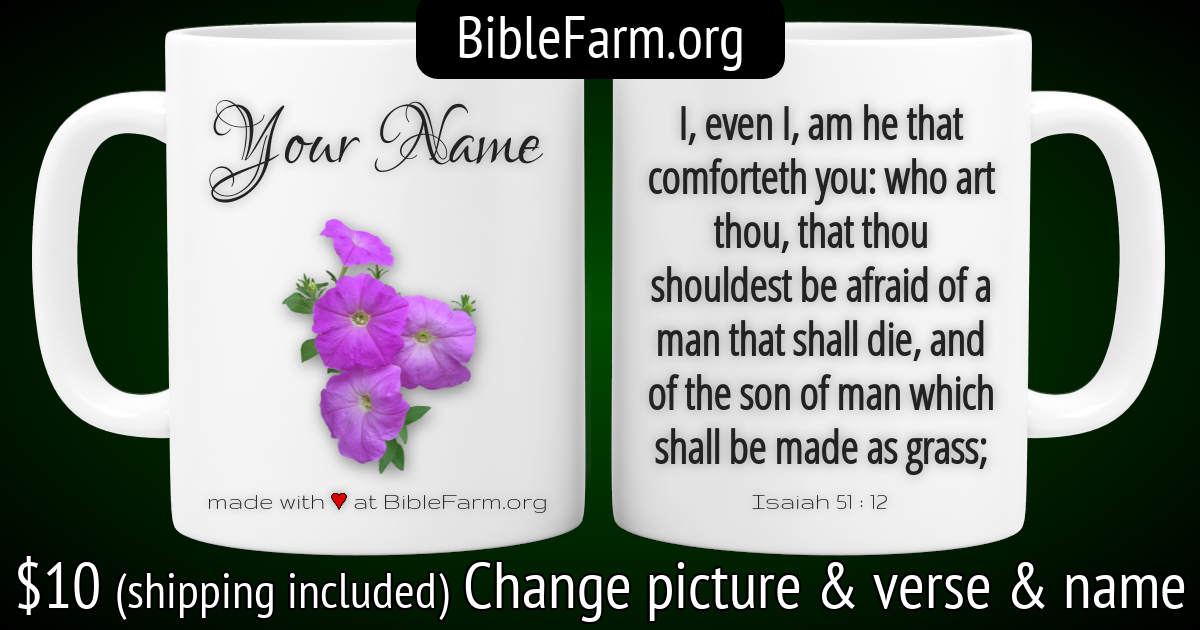 BibleFarm.org
Your Name
made with ♥ at BibleFarm.org
I, even I, am he that
comforteth you: who art
thou, that thou
shouldest be afraid of a
man that shall die, and
of the son of man which
shall be made as grass;
Isaiah 51 : 12
$10 (shipping included) Change picture & verse & name